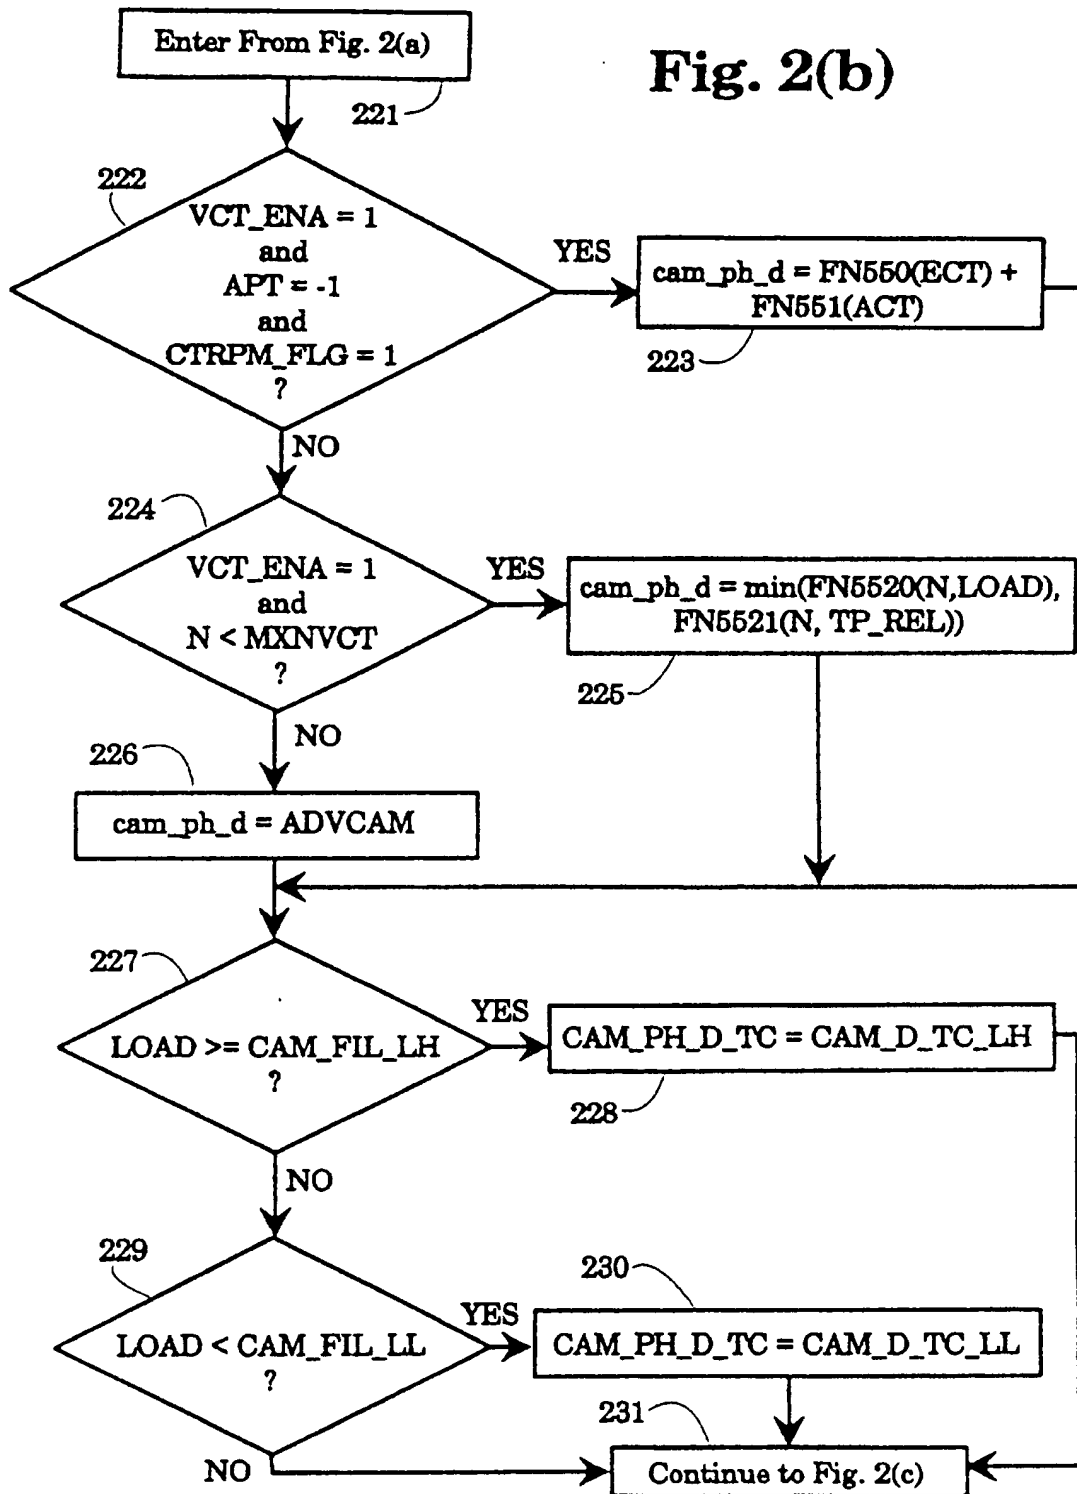 Enter From Fig. 2(a)
Fig. 2(b)
221
222
VCT_ENA = 1
and
APT = -1
and
CTRPM_FLG = 1
?
YES
cam_ph_d = FN550(ECT) +
FN551(ACT)
223
NO
224
VCT_ENA = 1
and
N < MXNVCT
?
YES
cam_ph_d = min(FN5520(N,LOAD),
FN5521(N, TP_REL))
225
NO
226
cam_ph_d = ADVCAM
227
LOAD >= CAM_FIL_LH
?
YES
CAM_PH_D_TC = CAM_D_TC_LH
228
NO
229
LOAD < CAM_FIL_LL
?
YES
230
CAM_PH_D_TC = CAM_D_TC_LL
231
NO
Continue to Fig. 2(c)